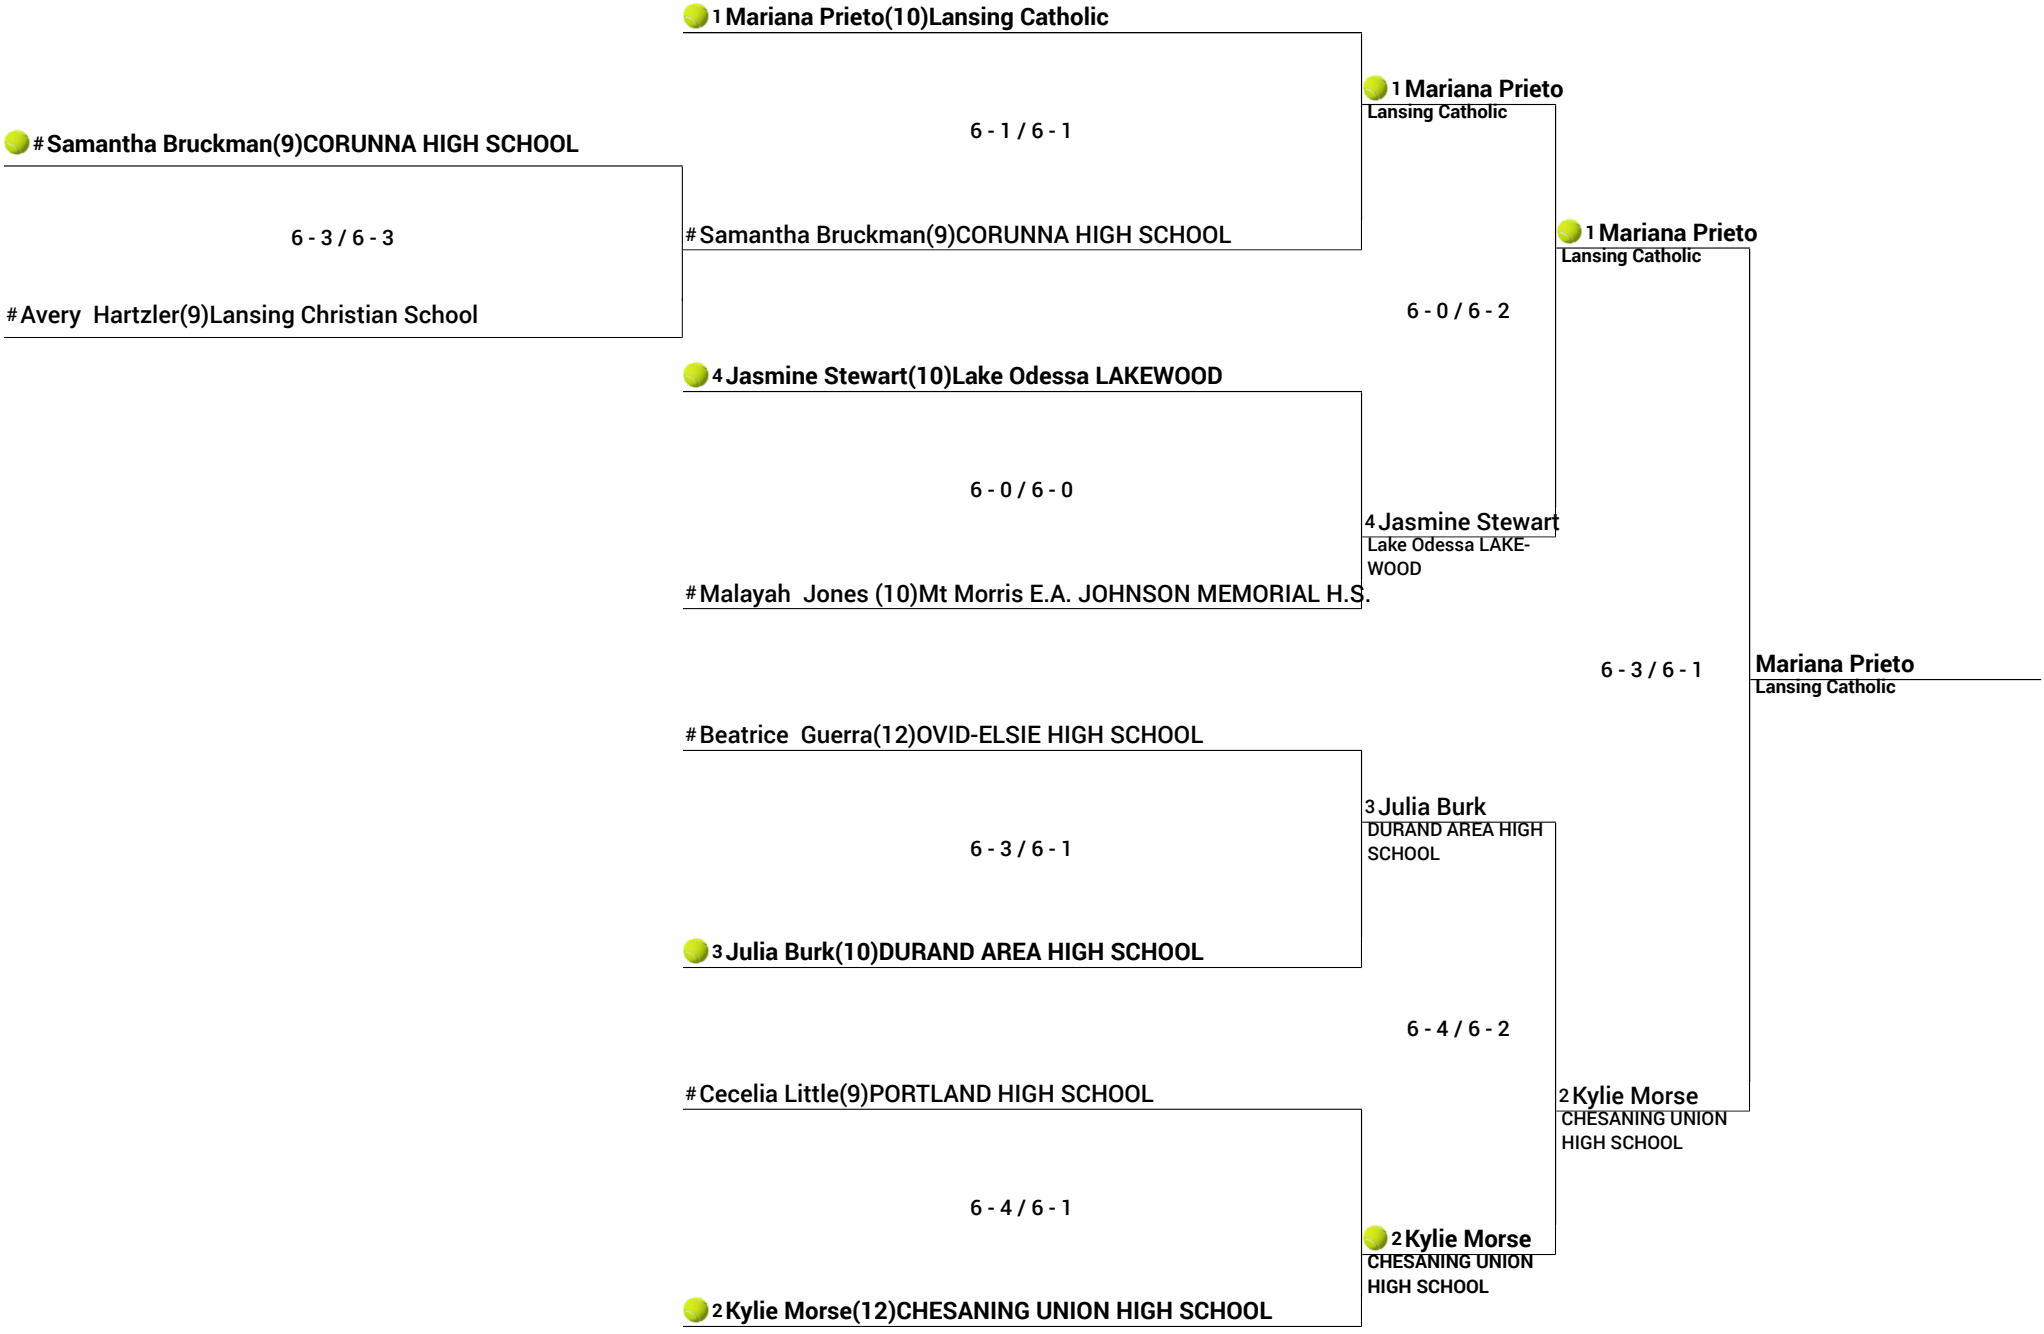 1 Mariana Prieto(10)Lansing Catholic
6 - 1 / 6 - 1
# Samantha Bruckman(9)CORUNNA HIGH SCHOOL
6 - 3 / 6 - 3
# Avery  Hartzler(9)Lansing Christian School
# Samantha Bruckman(9)CORUNNA HIGH SCHOOL
1 Mariana Prieto
Lansing Catholic
1 Mariana Prieto
Lansing Catholic
6 - 0 / 6 - 2
4 Jasmine Stewart(10)Lake Odessa LAKEWOOD
6 - 0 / 6 - 0
4 Jasmine Stewart
Lake Odessa LAKE-
WOOD
# Malayah  Jones (10)Mt Morris E.A. JOHNSON MEMORIAL H.S.
6 - 3 / 6 - 1
Mariana Prieto
Lansing Catholic
# Beatrice  Guerra(12)OVID-ELSIE HIGH SCHOOL
3 Julia Burk
DURAND AREA HIGH
SCHOOL
6 - 3 / 6 - 1
3 Julia Burk(10)DURAND AREA HIGH SCHOOL
6 - 4 / 6 - 2
# Cecelia Little(9)PORTLAND HIGH SCHOOL
2 Kylie Morse
CHESANING UNION
HIGH SCHOOL
6 - 4 / 6 - 1
2 Kylie Morse
CHESANING UNION
HIGH SCHOOL
2 Kylie Morse(12)CHESANING UNION HIGH SCHOOL